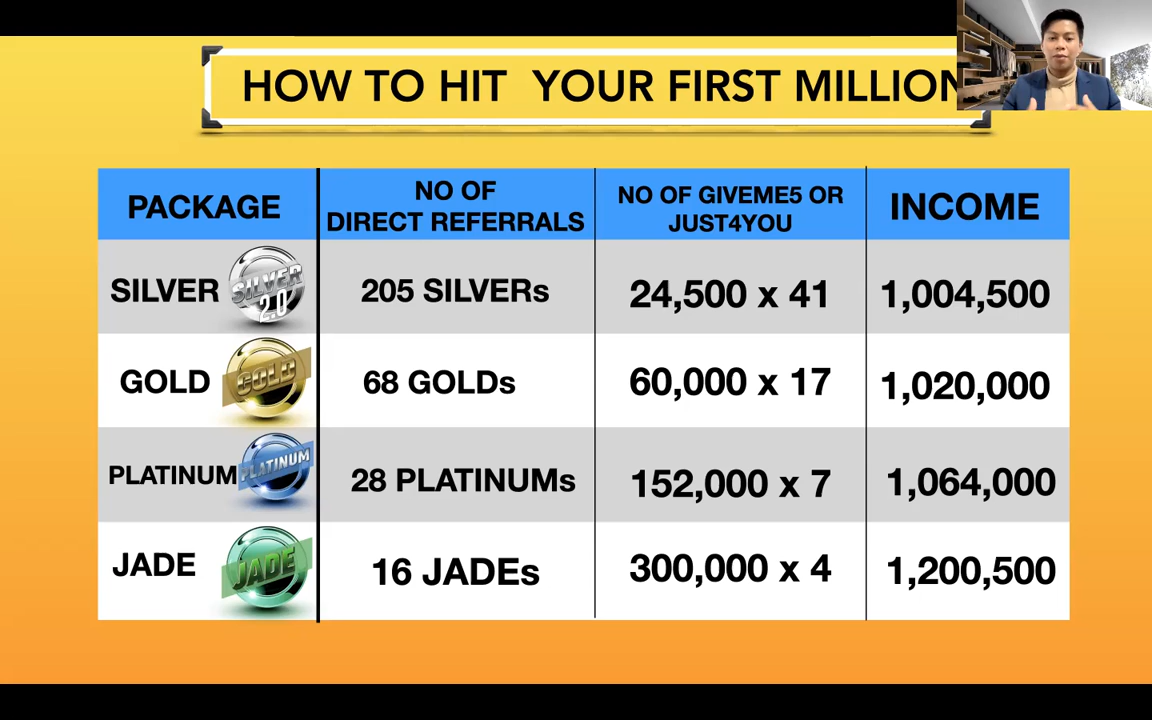 HOW TO HIT YOUR FIRST MILLION
PACKAGE
NO OF
DIRECT REFERRALS
NO OF GIVEME5 OR
JUST4YOU
INCOME
SILVER
SILVER
2.0
205 SILVERs
24,500 x 41
1,004,500
GOLD
GOLD
68 GOLDs
60,000 x 17
1,020,000
PLATINUM
PLATINUM
28 PLATINUMs
152,000 x 7
1,064,000
JADE
JADE
16 JADEs
300,000 x 4
1,200,500